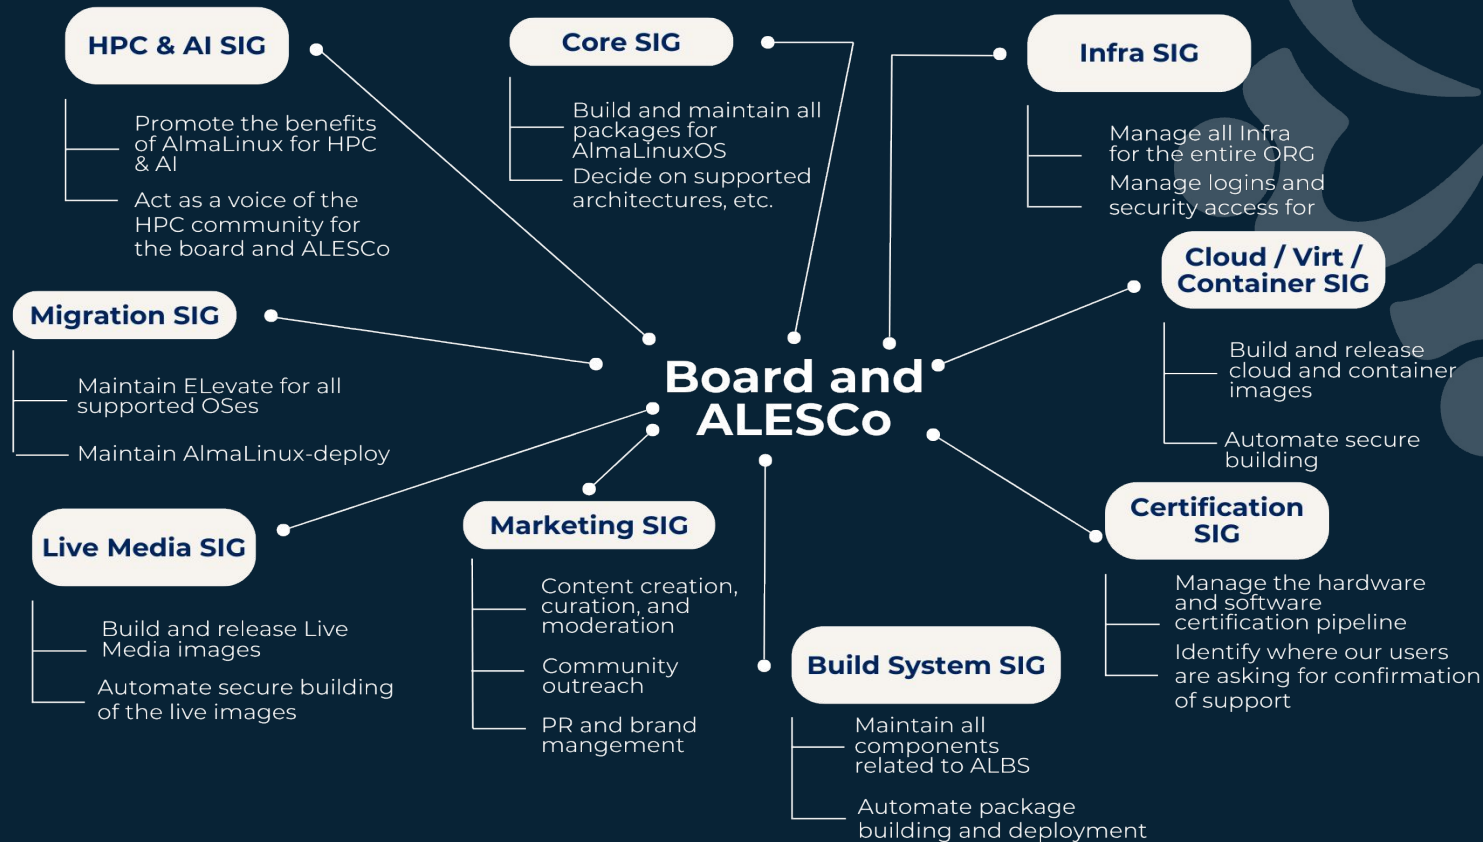 HPC & AI SIG
Promote the benefits
of AlmaLinux for HPC
& AI
Act as a voice of the
HPC community for
the board and ALESCo
Core SIG
Build and maintain all
packages for
AlmaLinuxOS
Decide on supported
architectures, etc.
Infra SIG
Manage all Infra
for the entire ORG
Manage logins and
security access for
Cloud / Virt /
Container SIG
Build and release
cloud and container
images
Automate secure
building
Migration SIG
Maintain ELevate for all
supported OSes
Maintain AlmaLinux-deploy
Board and
ALESCo
Live Media SIG
Build and release Live
Media images
Automate secure building
of the live images
Marketing SIG
Content creation,
curation, and
moderation
Community
outreach
PR and brand
mangement
Build System SIG
Maintain all
components
related to ALBS
Automate package
building and deployment
Certification
SIG
Manage the hardware
and software
certification pipeline
Identify where our users
are asking for confirmation
of support